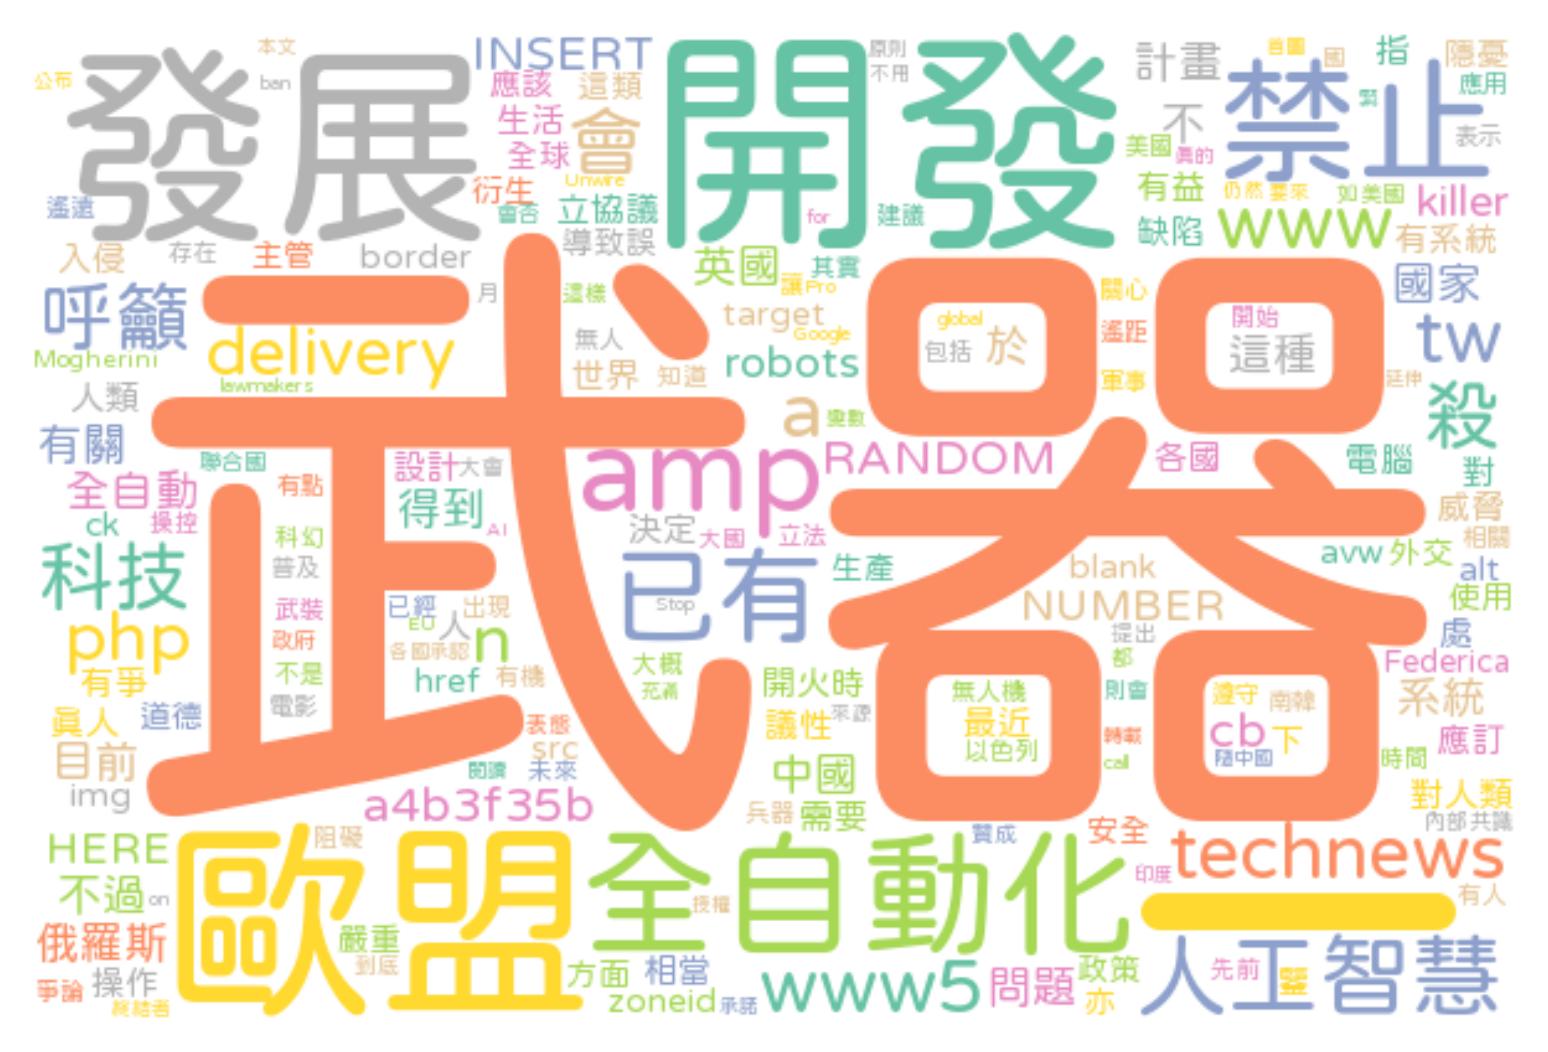 本文
公布
ban
發展
INSERT
應該
這類
生活
會
全球
衍生
Unwire
會否
立協議
導致誤
開發
原則
不用
for
建議
計畫
首國
國
指
隱憂
應用
不
禁止
表示
美國
真的
有益
仍然
要來
如美國
killer
缺陷
www
有系統
遙遠
入侵
存在
主管
border
月
這樣
英國
其實
讓
Pro
關心
國家
呼籲
delivery
Mogherini
lawmakers
無人
target
Google
世界
知道
robots
global
包括
於
遙距
軍事
開始
這種
tw
延伸
武器
人類
有關
a
變數
amp
RANDOM
各國
電腦
殺
對
聯合國
設計
大會
全自動
有點
得到
ck
操控
AI
決定
大國
立法
威脅
科幻
科技
普及
已有
Stop
生產
blank
avw
外交
相關
alt
武裝
已經
出現
NUMBER
使用
php
政府
EU
人
n
各國承認
提出
處
有爭
不是
href
有機
大概
充滿
開火時
都
Federica
無人機
則會
遵守
南韓
系統
真人
道德
電影
表態
議性
來源
最近
轉載
cb
下
應訂
目前
src
以色列
隨中國
時間
閱讀
未來
中國
call
img
a4b3f35b
兵器
需要
對人類
贊成
安全
內部共識
HERE
阻礙
歐盟
全自動化
technews
印度
不過
on
授權
一
有人
俄羅斯
嚴重
到底
方面
相當
政策
人工智慧
先前
爭論
操作
終結者
zoneid
承諾
www5
問題
亦